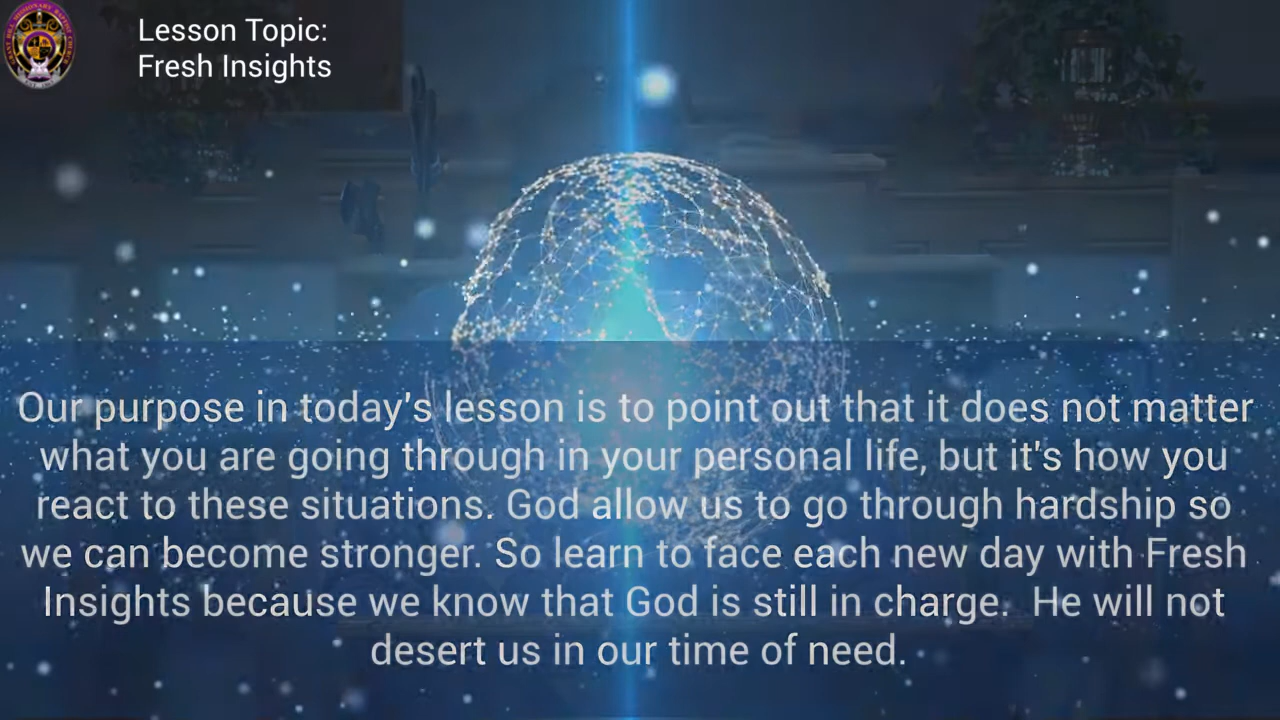 Lesson Topic:
Fresh Insights
Our purpose in today's lesson is to point out that it does not matter
what you are going through in your personal life, but it's how you
react to these situations. God allow us to go through hardship so
we can become stronger. So learn to face each new day with Fresh
Insights because we know that God is still in charge. He will not
desert us in our time of need.